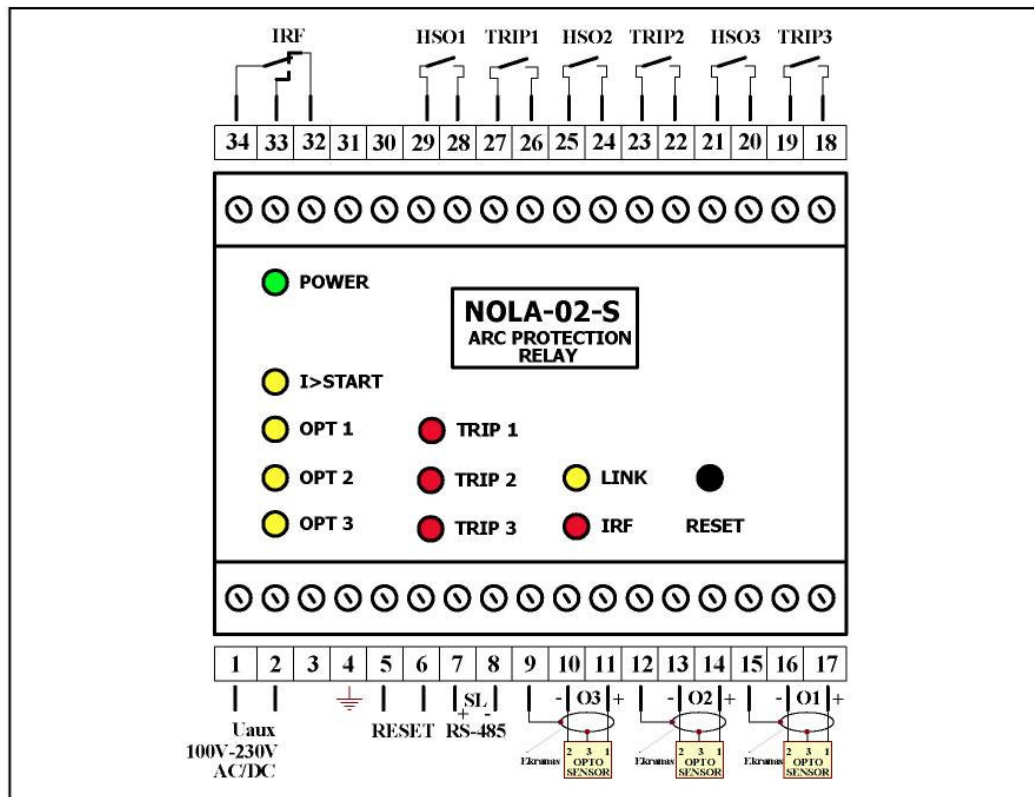 IRF HSO1 TRIP1 HSO2 TRIP2 HSO3 TRIP3
34 33 32 31 30 29 28 27 26 25 24 23 22 21 20 19 18
POWER
NOLA-02-S
ARC PROTECTION
RELAY
I>START
OPT 1 TRIP 1
OPT 2 TRIP 2 LINK
OPT 3 TRIP 3 IRF RESET
1 2 3 4 5 6 7 8 9 10 11 12 13 14 15 16 17
SL - O3 + - O2 + - O1 +
+ -
Uaux RESET RS-485
100V-230V
AC/DC
Ekranas 2 3 1 Ekranas 2 3 1 Ekranas 2 3 1
OPTO OPTO OPTO
SENSOR SENSOR SENSOR